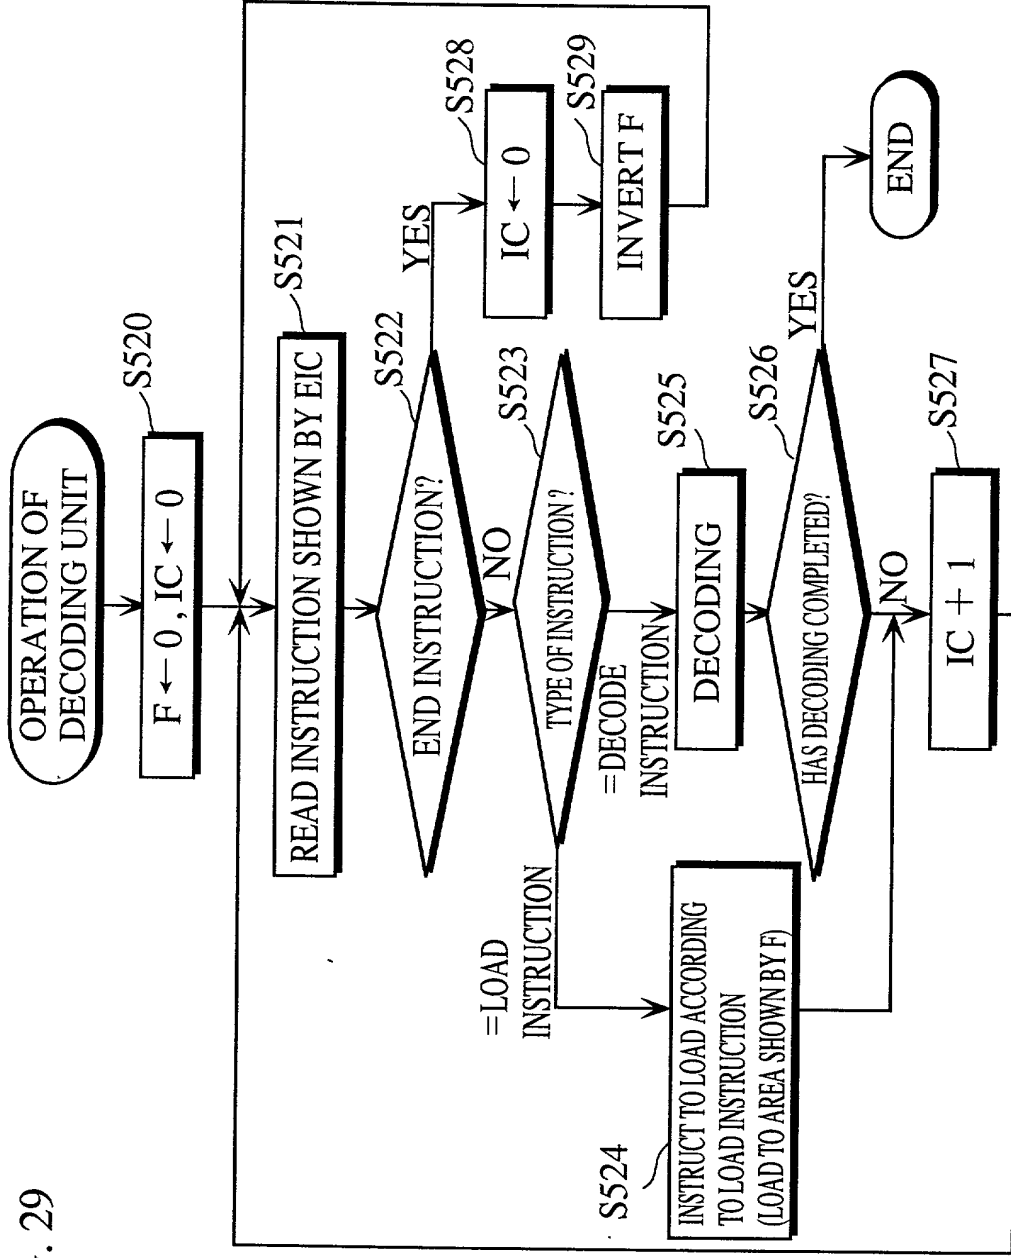 . 29
OPERATION OF
DECODING UNIT
S520
F ← 0 , IC ← 0
S521
READ INSTRUCTION SHOWN BY EIC
S522
END INSTRUCTION?
YES
S528
IC ← 0
S529
INVERT F
NO
S523
TYPE OF INSTRUCTION?
=LOAD
INSTRUCTION
=DECODE
INSTRUCTION
S524
INSTRUCT TO LOAD ACCORDING
TO LOAD INSTRUCTION
(LOAD TO AREA SHOWN BY F)
S525
DECODING
S526
HAS DECODING COMPLETED?
YES
END
NO
S527
IC + 1